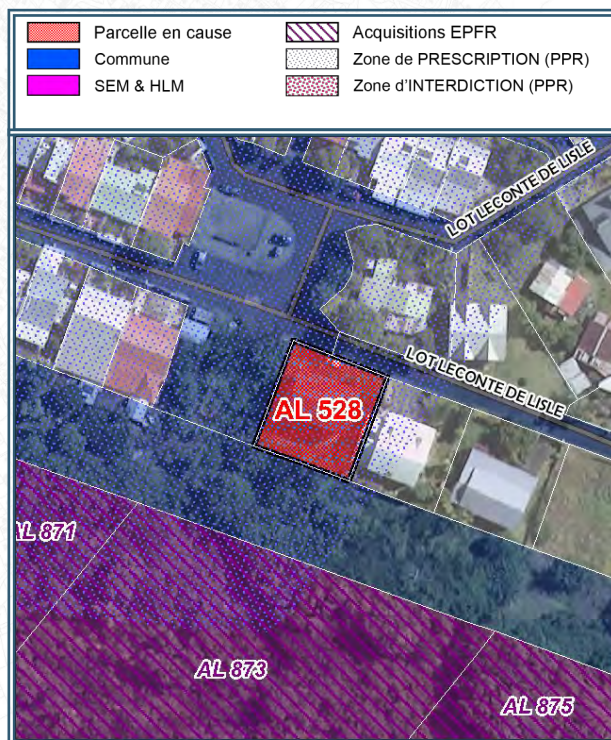 Parcelle en cause
Commune
SEM & HLM
Acquisitions EPFR
Zone de PRESCRIPTION (PPR)
Zone d'INTERDICTION (PPR)
LOT LECONTE DE LISLE
LOT LECONTE DE LISLE
AL 528
AL 871
AL 873
AL 875